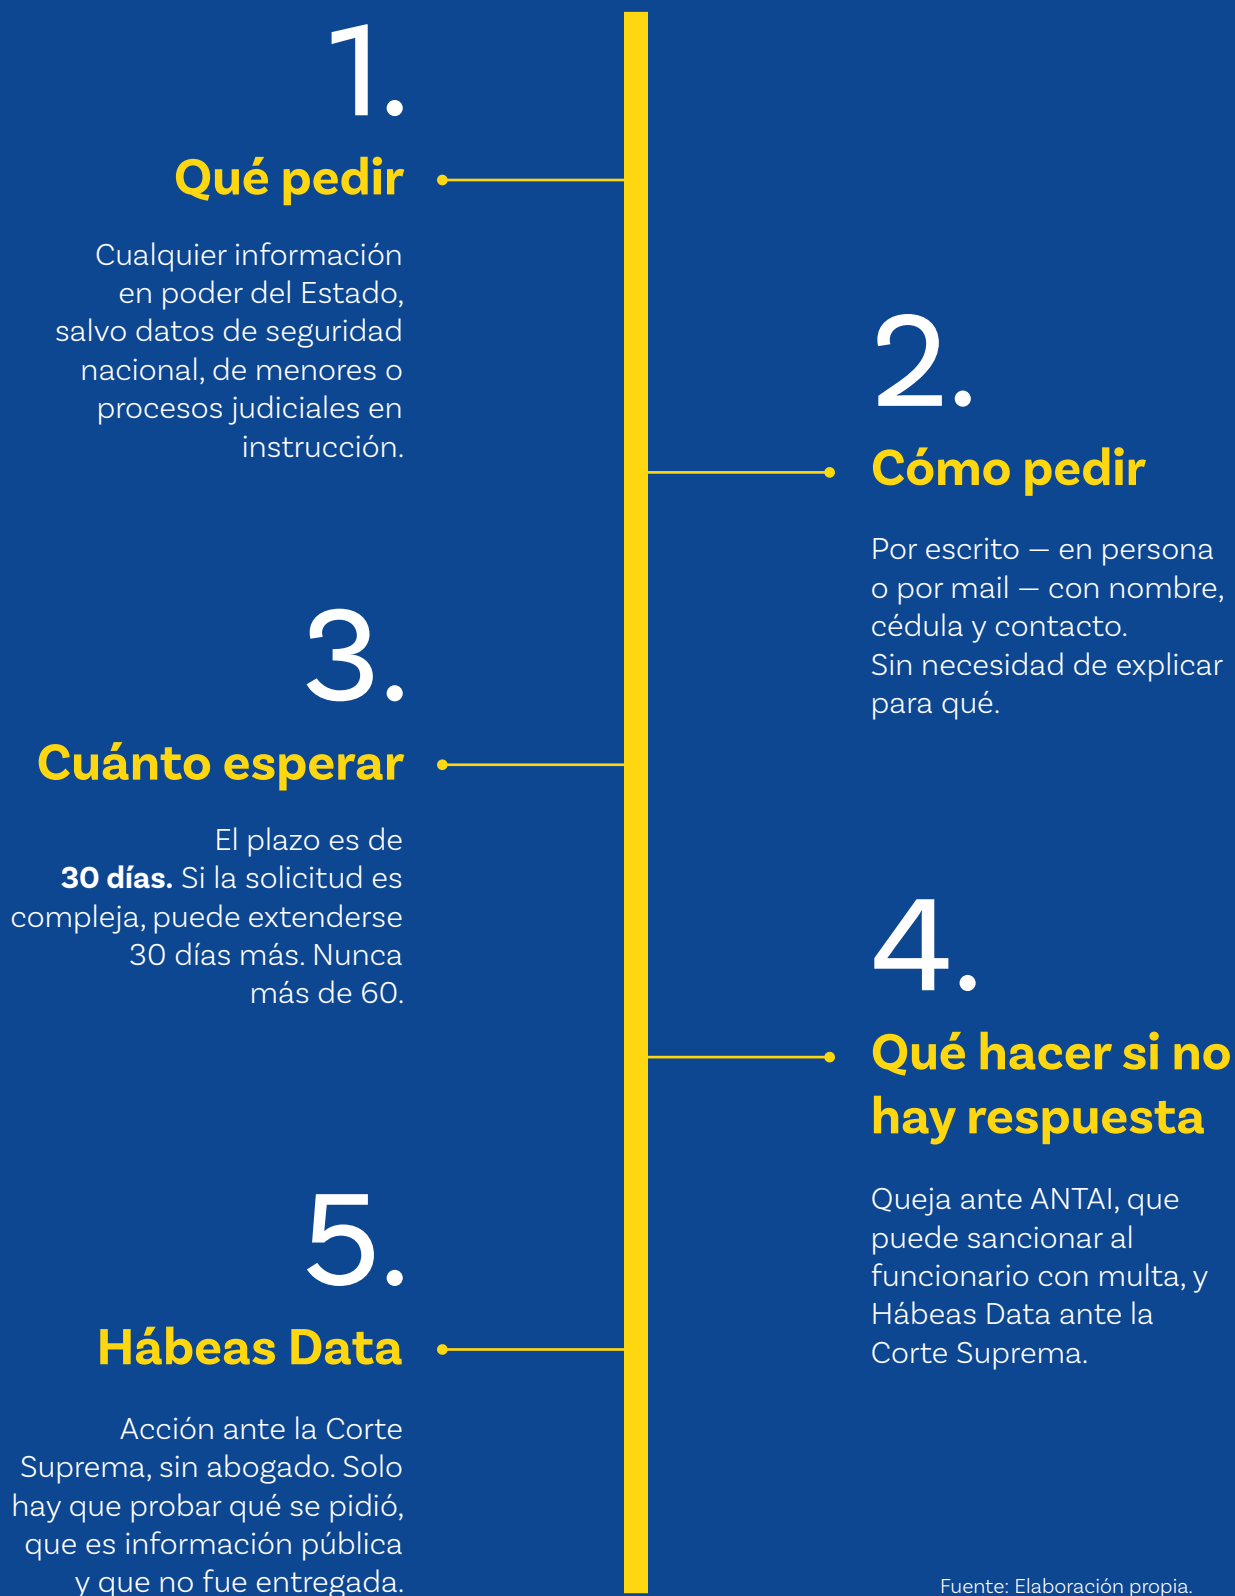 1.
Qué pedir
Cualquier información
en poder del Estado,
salvo datos de seguridad
nacional, de menores o
procesos judiciales en
instrucción.
2.
Cómo pedir
Por escrito — en persona
o por mail — con nombre,
cédula y contacto.
Sin necesidad de explicar
para qué.
3.
Cuánto esperar
El plazo es de
30 días. Si la solicitud es
compleja, puede extenderse
30 días más. Nunca
más de 60.
4.
Qué hacer si no
hay respuesta
Queja ante ANTAI, que
puede sancionar al
funcionario con multa, y
Hábeas Data ante la
Corte Suprema.
5.
Hábeas Data
Acción ante la Corte
Suprema, sin abogado. Solo
hay que probar qué se pidió,
que es información pública
y que no fue entregada.
Fuente: Elaboración propia.